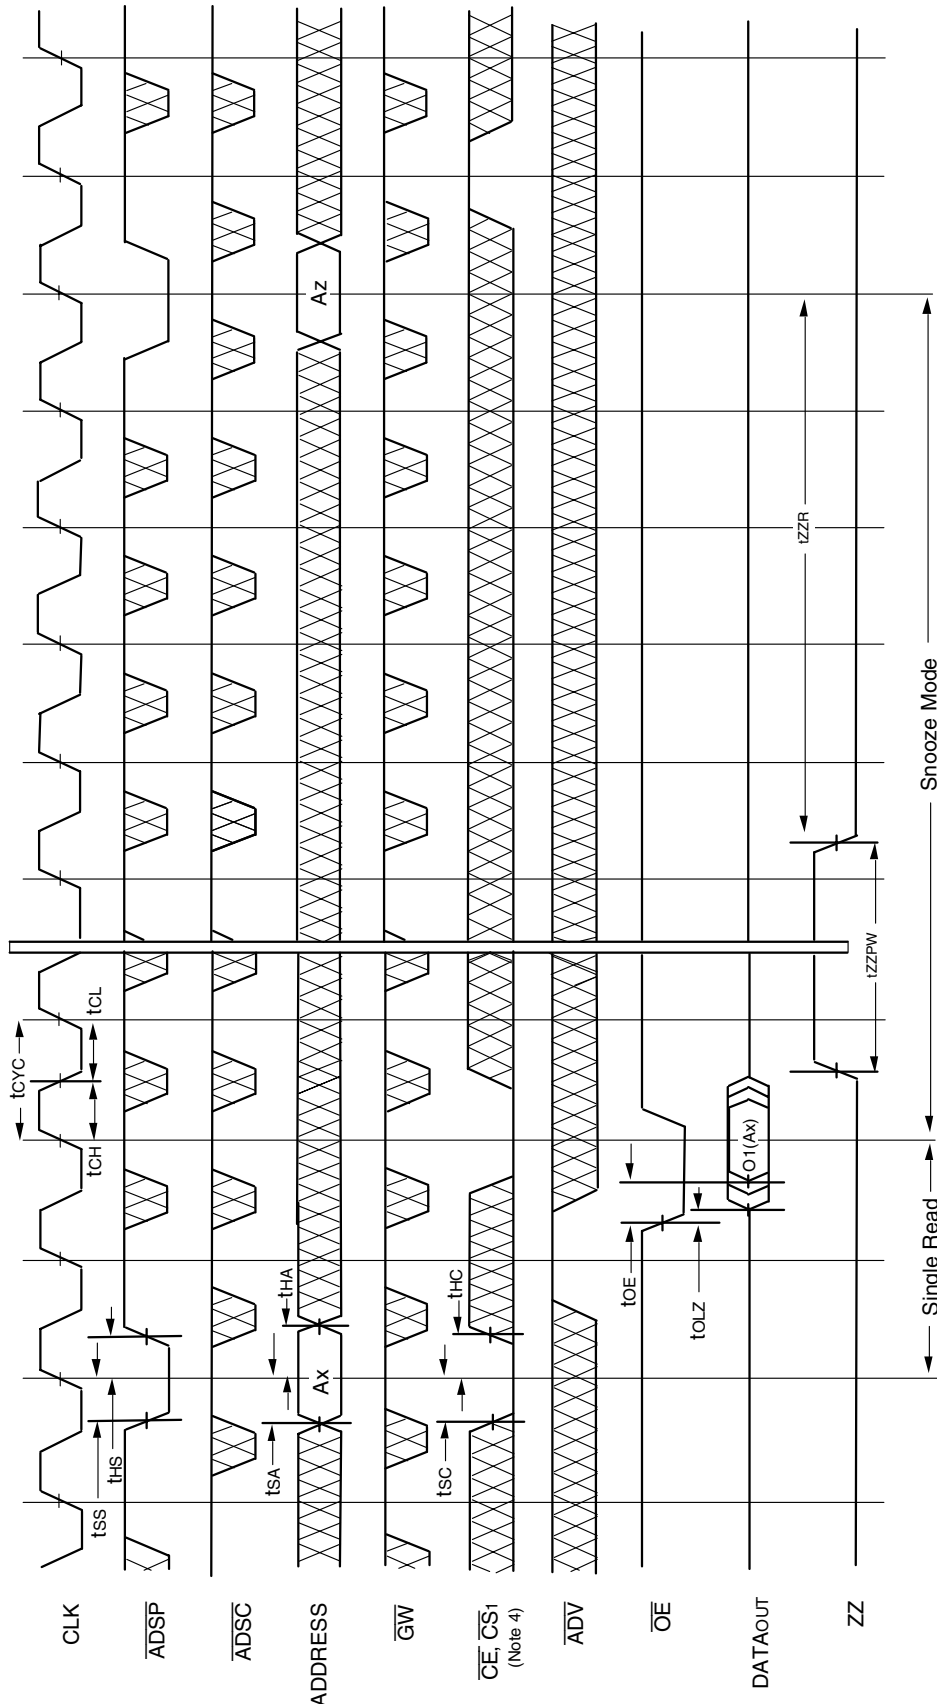 CLK
tCYC
tCH
tCL
tSS
tHS
ADSP
ADSC
ADDRESS
tSA
tHA
Ax
Az
GW
CE, CS1
(Note 4)
tSC
tHC
ADV
OE
tOE
tOLZ
DATAOUT
O1(Ax)
ZZ
tZZPW
tZZR
Single Read
Snooze Mode